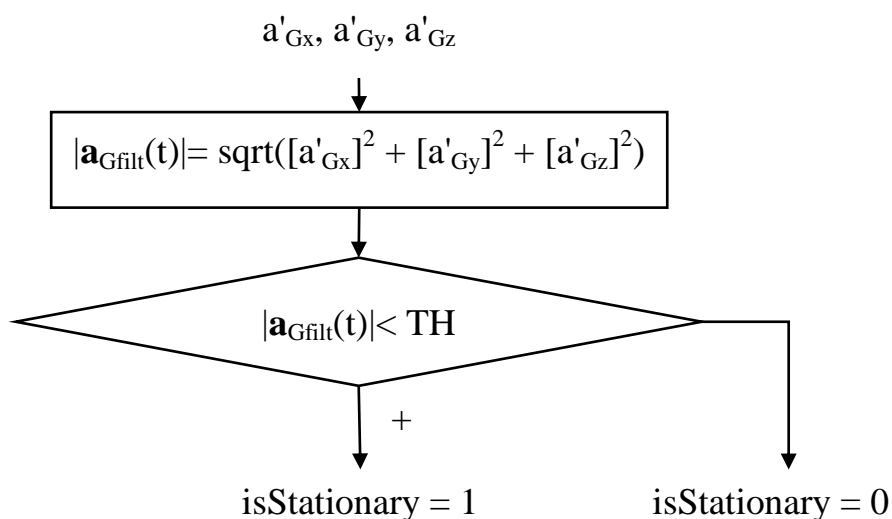 a'Gx, a'Gy, a'Gz
|aGfilt(t)|= sqrt([a'Gx]² + [a'Gy]² + [a'Gz]²)
|aGfilt(t)|< TH
+
isStationary = 1
isStationary = 0